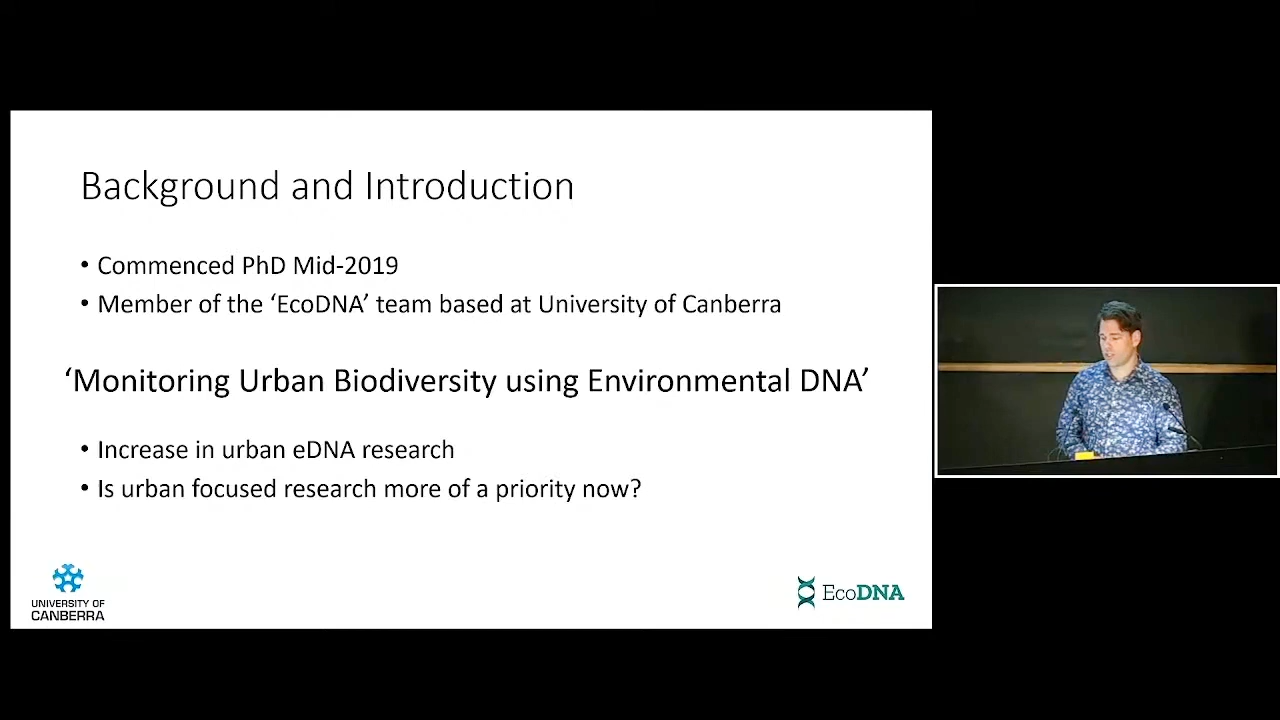 Background and Introduction
• Commenced PhD Mid-2019
• Member of the ‘EcoDNA’ team based at University of Canberra
‘Monitoring Urban Biodiversity using Environmental DNA’
• Increase in urban eDNA research
• Is urban focused research more of a priority now?
UNIVERSITY OF
CANBERRA
EcoDNA